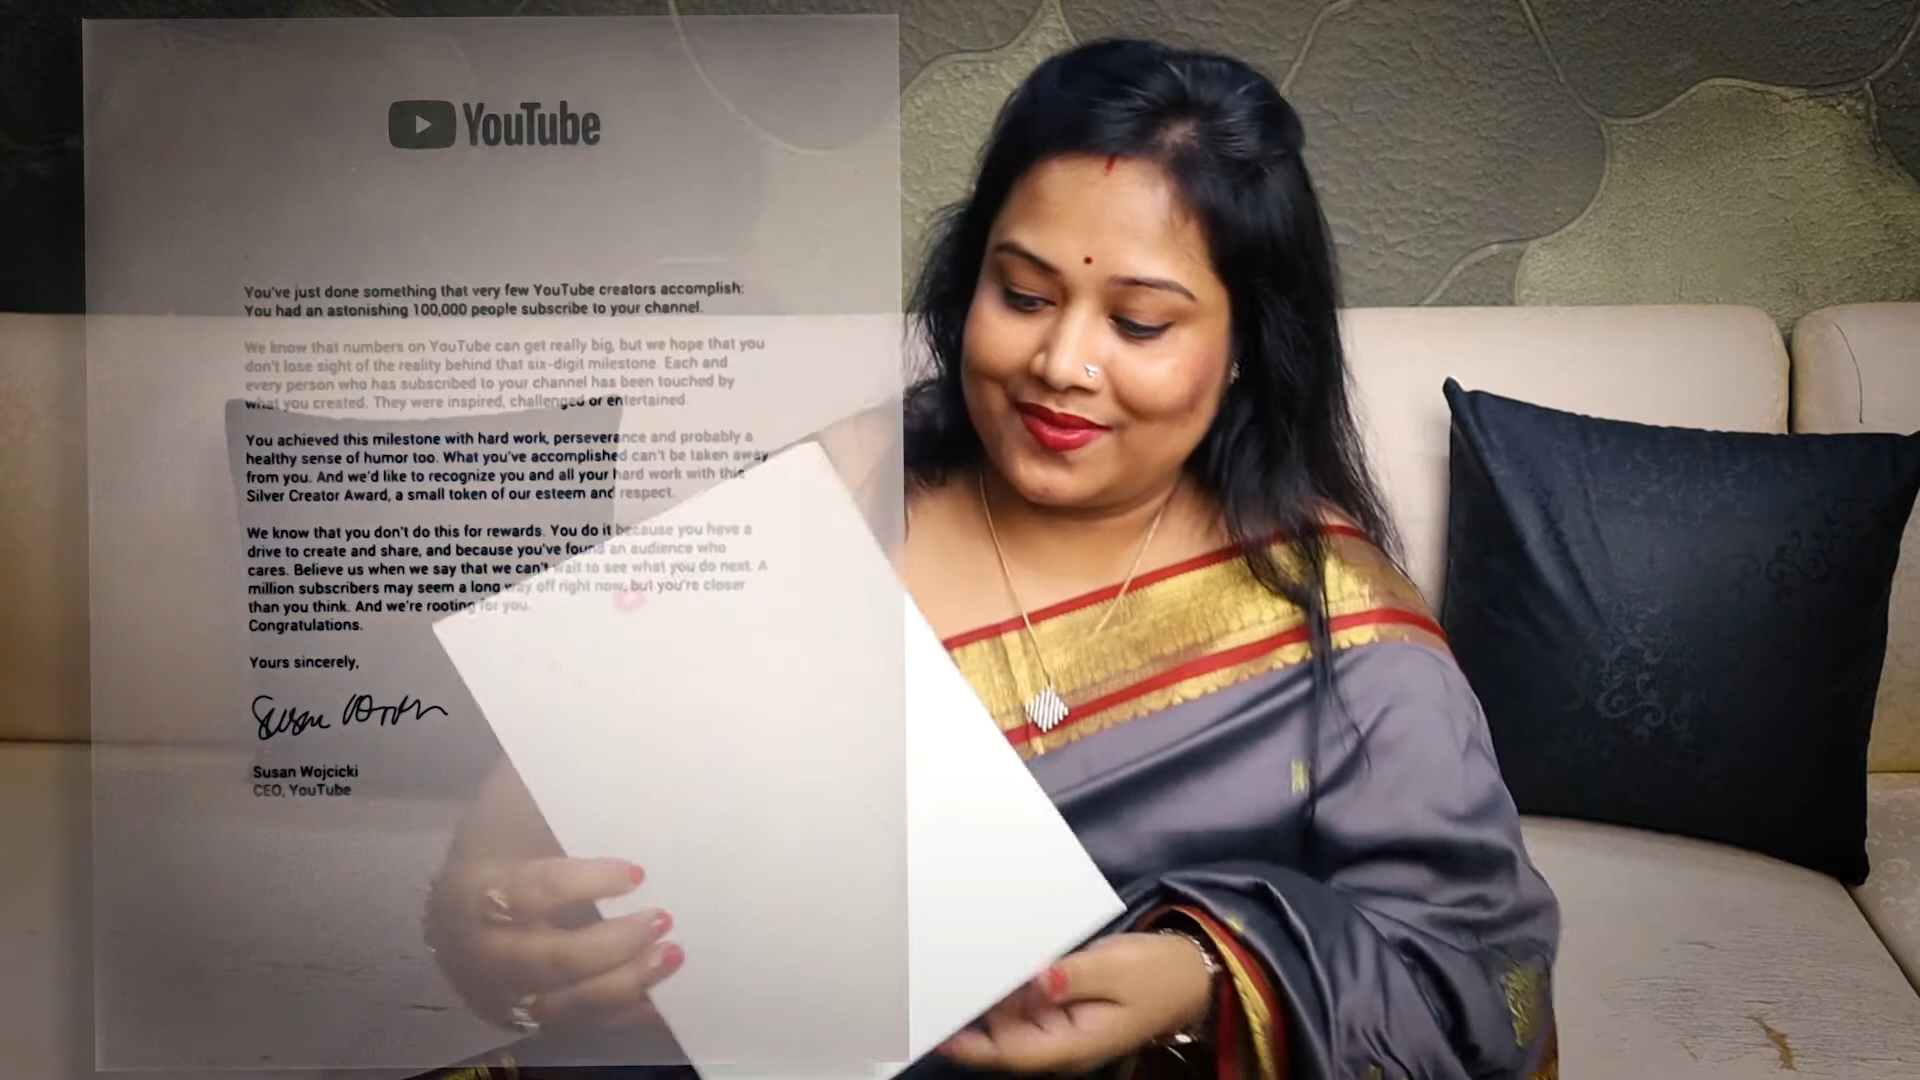 YouTube
You've just done something that very few YouTube creators accomplish:
You had an astonishing 100,000 people subscribe to your channel.
We know that numbers on YouTube can get really big, but we hope that you
don't lose sight of the reality behind that six-digit milestone. Each and
every person who has subscribed to your channel has been touched by
what you created. They were inspired, challenged or entertained.
You achieved this milestone with hard work, perseverance and probably a
healthy sense of humor too. What you've accomplished can't be taken away
from you. And we'd like to recognize you and all your hard work with this
Silver Creator Award, a small token of our esteem and respect.
We know that you don't do this for rewards. You do it because you have a
drive to create and share, and because you've found an audience who
cares. Believe us when we say that we can't wait to see what you do next. A
million subscribers may seem a long way off right now, but you're closer
than you think. And we're rooting for you.
Congratulations.
Yours sincerely,
Susan Wojcicki
CEO, YouTube